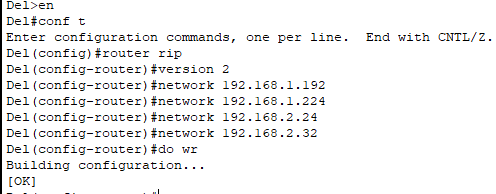 Del>en
Del#conf t
Enter configuration commands, one per line.  End with CNTL/Z.
Del(config)#router rip
Del(config-router)#version 2
Del(config-router)#network 192.168.1.192
Del(config-router)#network 192.168.1.224
Del(config-router)#network 192.168.2.24
Del(config-router)#network 192.168.2.32
Del(config-router)#do wr
Building configuration...
[OK]